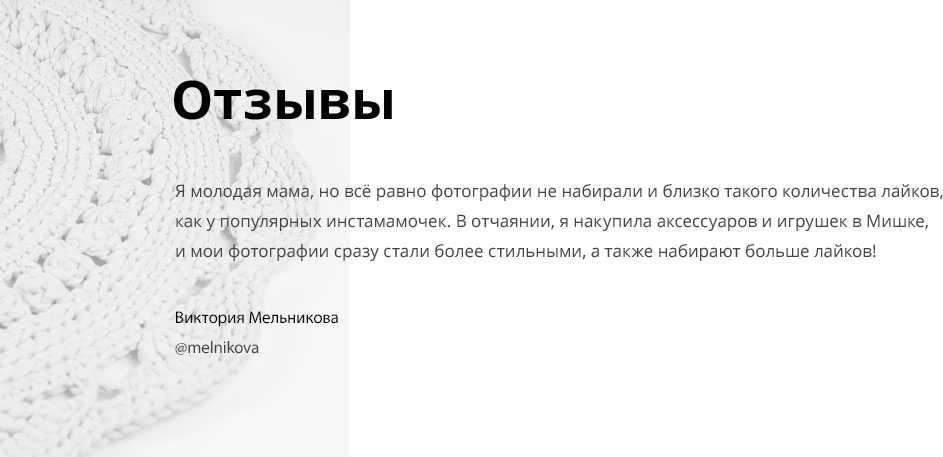 Отзывы
Я молодая мама, но всё равно фотографии не набирали и близко такого количества лайков,
как у популярных инстамамочек. В отчаянии, я накупила аксессуаров и игрушек в Мишке,
и мои фотографии сразу стали более стильными, а также набирают больше лайков!
Виктория Мельникова
@melnikova